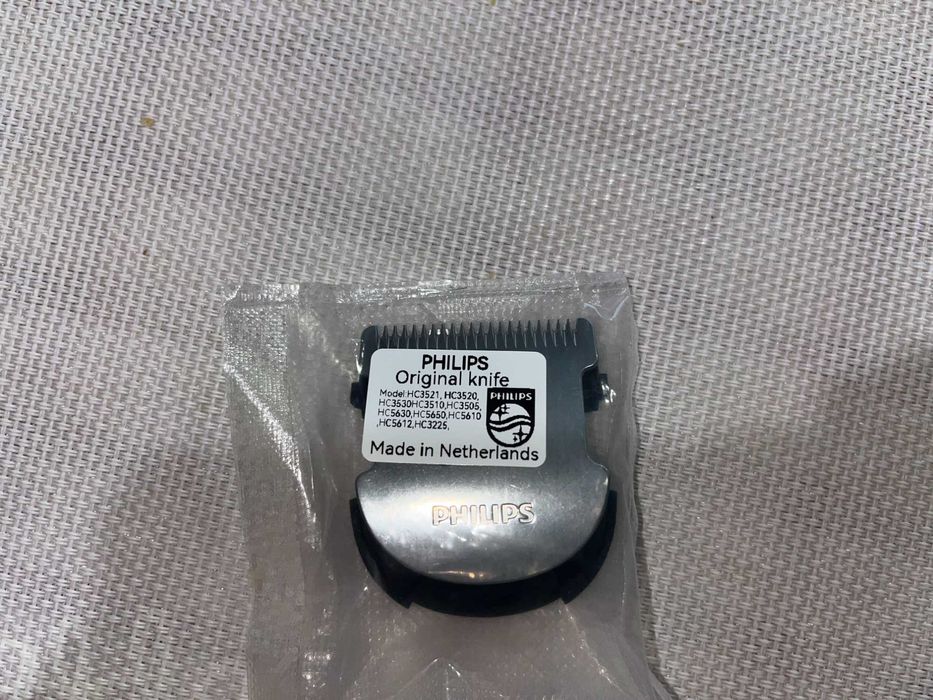 PHILIPS
Original knife
Model:HC3521, HC3520,
HC3530HC3510,HC3505,
HC5630,HC5650,HC5610
,HC5612,HC3225,
PHILIPS
Made in Netherlands
PHILIPS